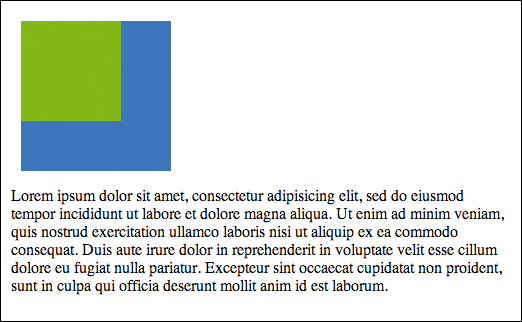 Lorem ipsum dolor sit amet, consectetur adipisicing elit, sed do eiusmod
tempor incididunt ut labore et dolore magna aliqua. Ut enim ad minim veniam,
quis nostrud exercitation ullamco laboris nisi ut aliquip ex ea commodo
consequat. Duis aute irure dolor in reprehenderit in voluptate velit esse cillum
dolore eu fugiat nulla pariatur. Excepteur sint occaecat cupidatat non proident,
sunt in culpa qui officia deserunt mollit anim id est laborum.